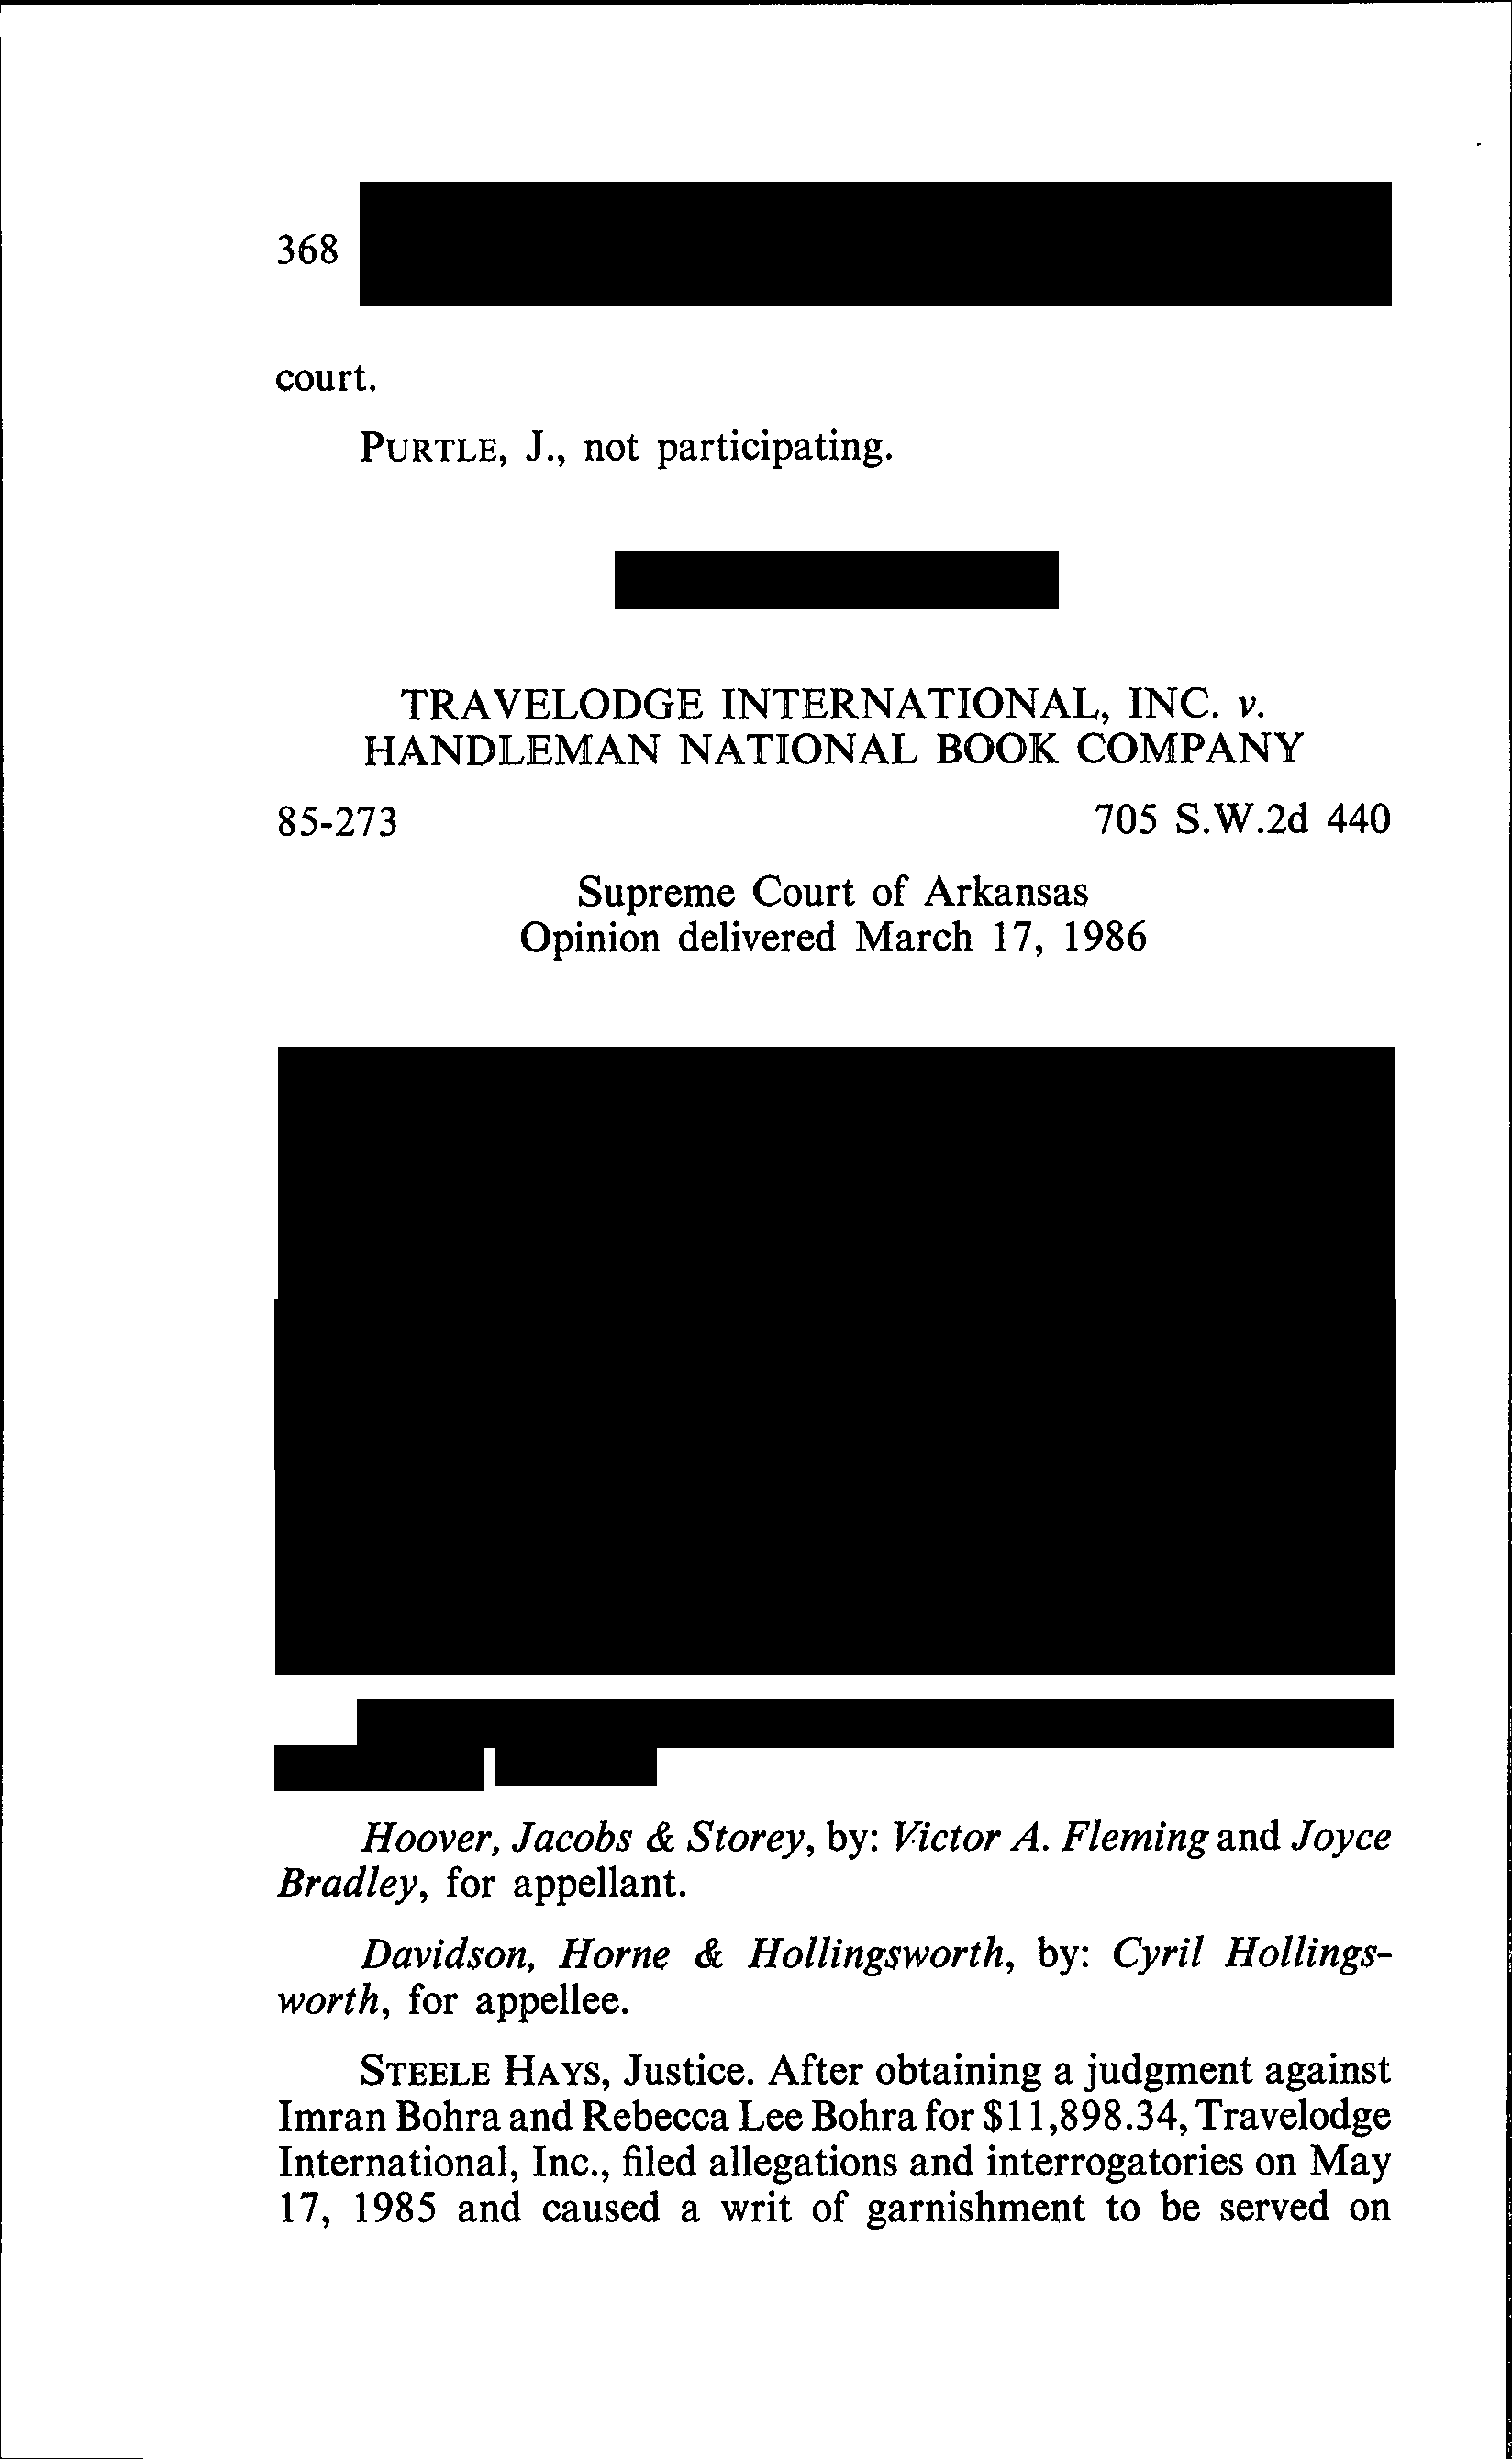 368
court.
PURTLE, J., not participating.
TRAVELODGE INTERNATIONAL, INC. v.
HANDLEMAN NATIONAL BOOK COMPANY
85-273 705 S.W.2d 440
Supreme Court of Arkansas
Opinion delivered March 17, 1986
Hoover, Jacobs & Storey, by: Victor A. Fleming and Joyce
Bradley, for appellant.
Davidson, Horne & Hollingsworth, by: Cyril Hollings-
worth, for appellee.
STEELE HAYS, Justice. After obtaining a judgment against
Imran Bohra and Rebecca Lee Bohra for $11,898.34, Travelodge
International, Inc., filed allegations and interrogatories on May
17, 1985 and caused a writ of garnishment to be served on